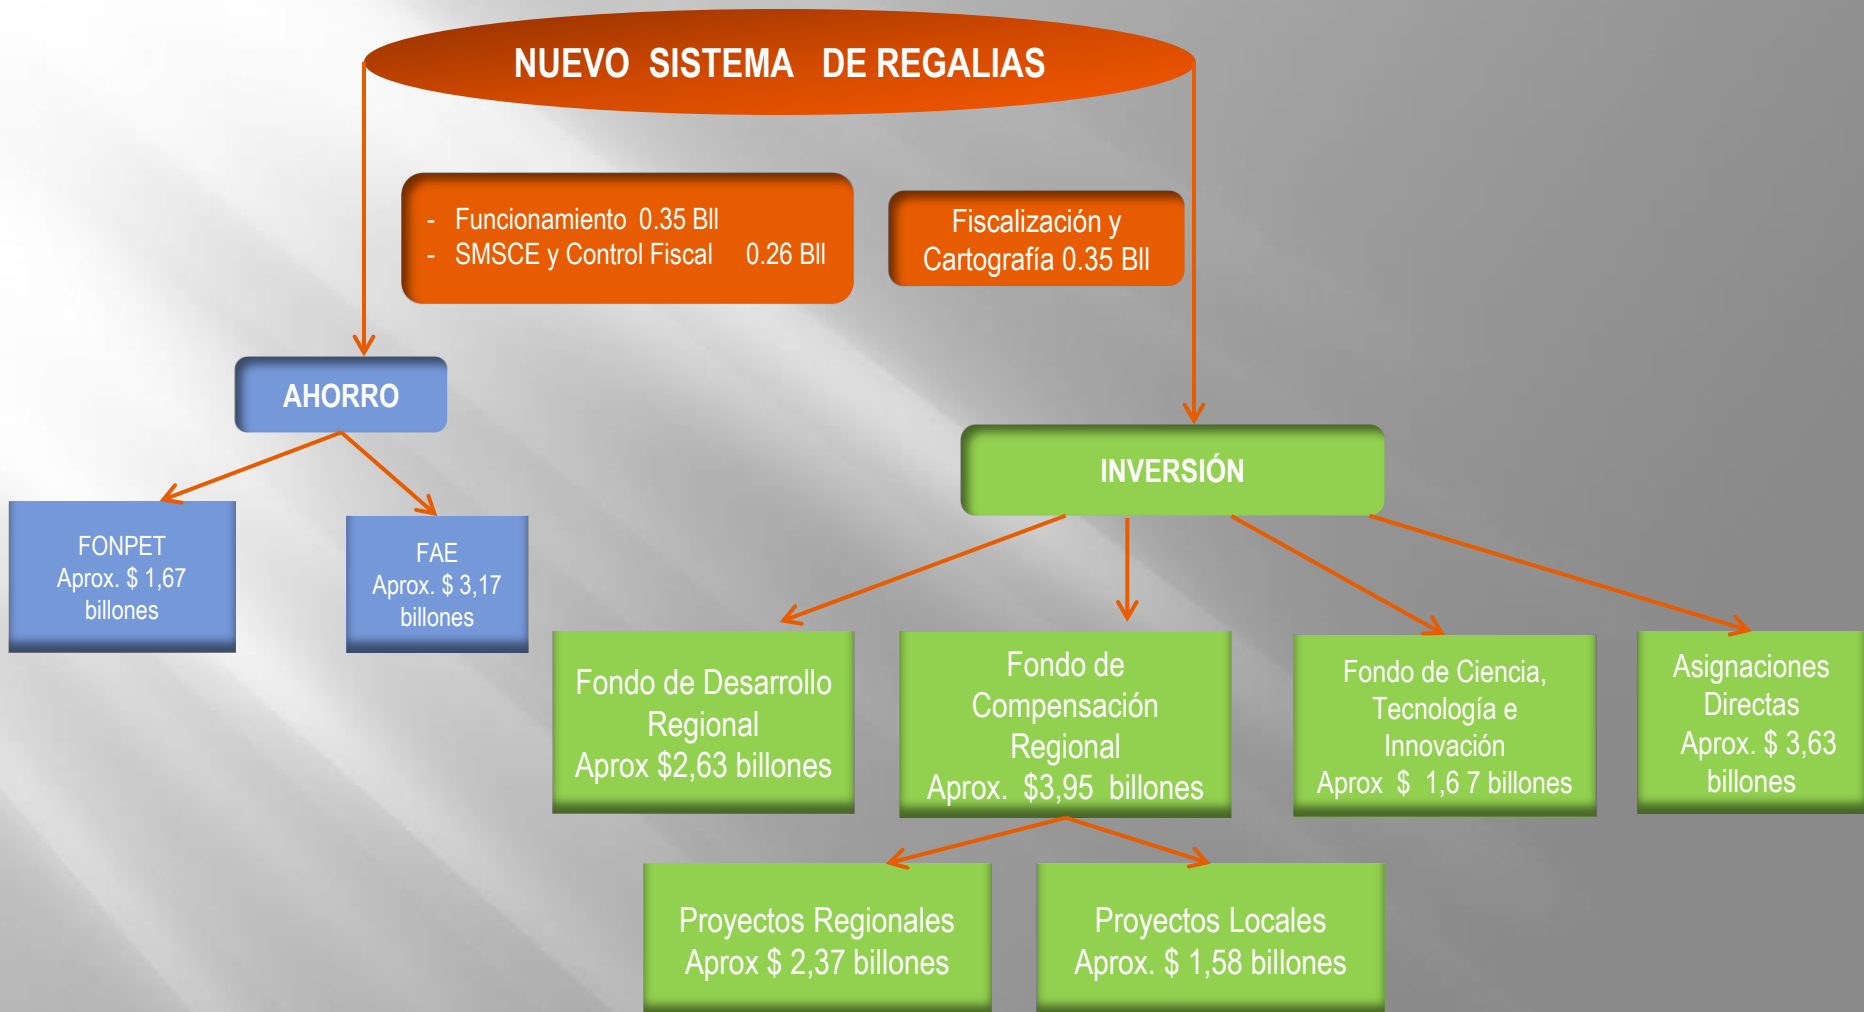 NUEVO SISTEMA DE REGALIAS
- Funcionamiento 0.35 Bll
- SMSCE y Control Fiscal 0.26 Bll
Fiscalización y
Cartografía 0.35 Bll
AHORRO
INVERSIÓN
FONPET
Aprox. $ 1,67
billones
FAE
Aprox. $ 3,17
billones
Fondo de Desarrollo
Regional
Aprox $2,63 billones
Fondo de
Compensación
Regional
Aprox. $3,95 billones
Fondo de Ciencia,
Tecnología e
Innovación
Aprox $ 1,6 7 billones
Asignaciones
Directas
Aprox. $ 3,63
billones
Proyectos Regionales
Aprox $ 2,37 billones
Proyectos Locales
Aprox. $ 1,58 billones